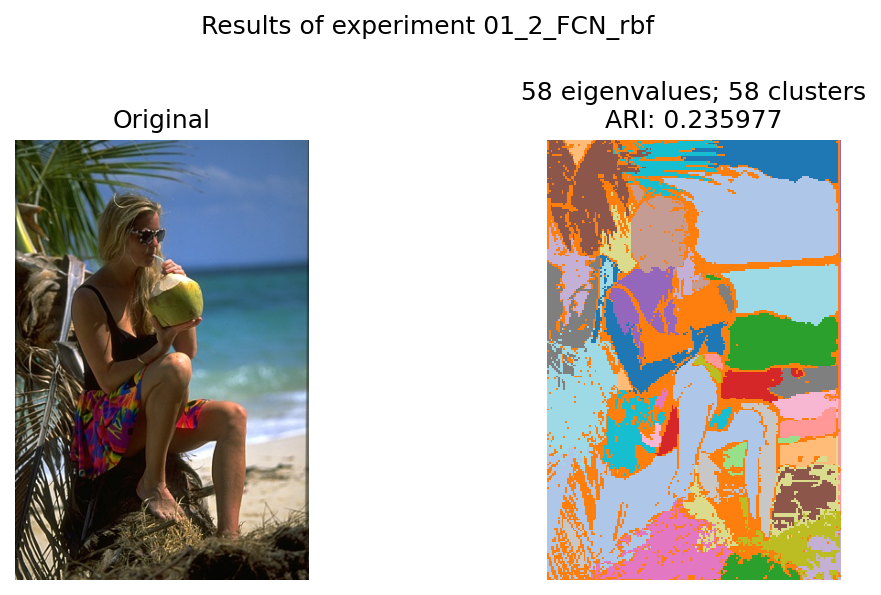 Results of experiment 01_2_FCN_rbf
Original
58 eigenvalues; 58 clusters
ARI: 0.235977